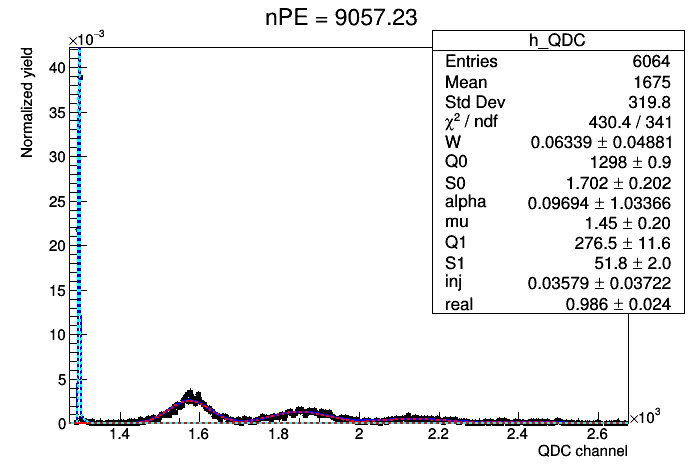 nPE = 9057.23
×10⁻³
Normalized yield
40
35
30
25
20
15
10
5
0
h_QDC
Entries 6064
Mean 1675
Std Dev 319.8
χ² / ndf 430.4 / 341
W 0.06339 ± 0.04881
Q0 1298 ± 0.9
S0 1.702 ± 0.202
alpha 0.09694 ± 1.03366
mu 1.45 ± 0.20
Q1 276.5 ± 11.6
S1 51.8 ± 2.0
inj 0.03579 ± 0.03722
real 0.986 ± 0.024
1.4 1.6 1.8 2 2.2 2.4 2.6
×10³
QDC channel